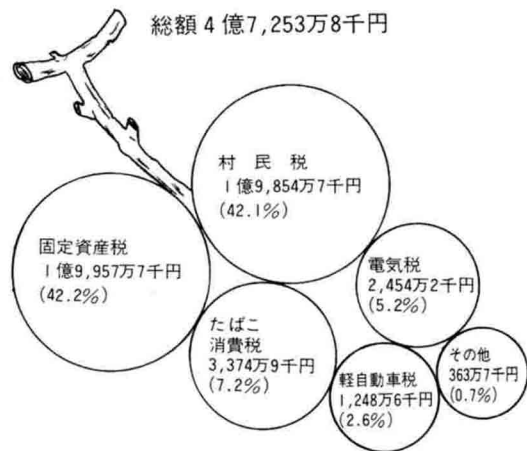 総額4億7,253万8千円
村民税
1億9,854万7千円
(42.1%)
固定資産税
1億9,957万7千円
(42.2%)
電気税
2,454万2千円
(5.2%)
たばこ
消費税
3,374万9千円
(7.2%)
軽自動車税
1,248万6千円
(2.6%)
その他
363万7千円
(0.7%)